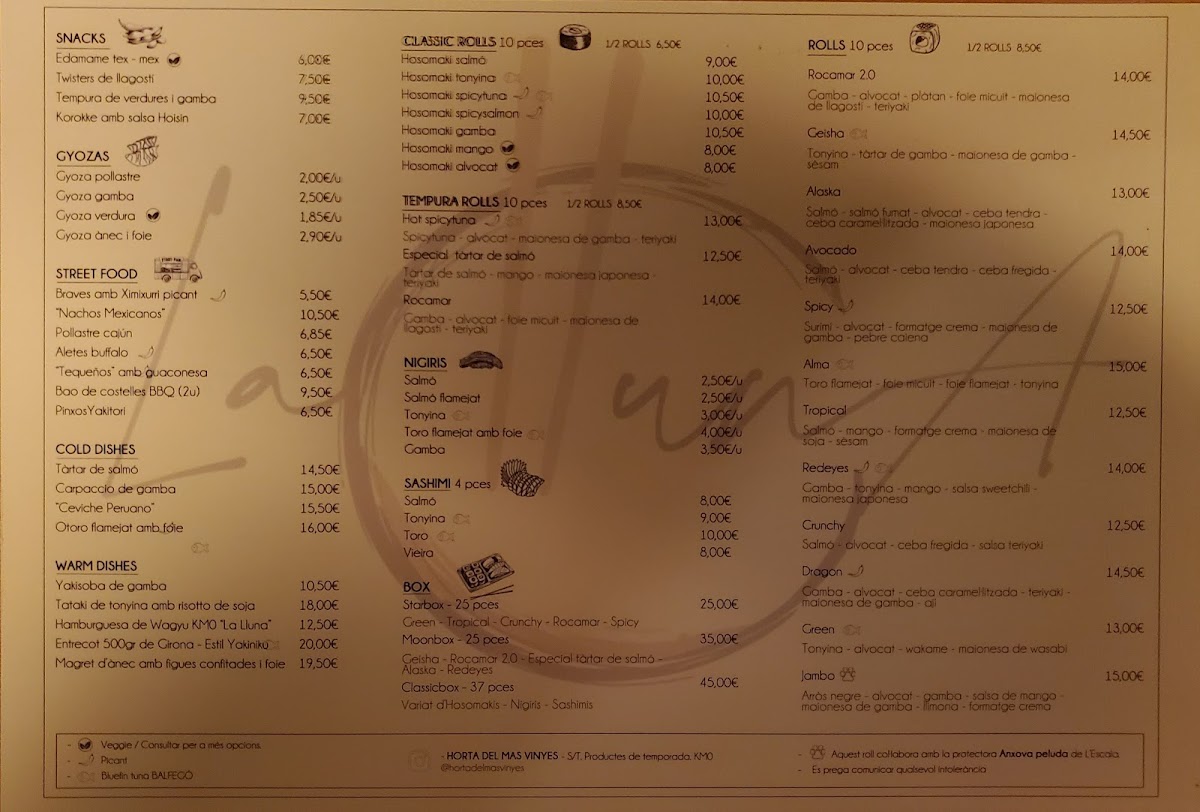 SNACKS
Edamame tex - mex 6,00€
Twisters de llagostí 7,50€
Tempura de verdures i gamba 9,50€
Korokke amb salsa Hoisin 7,00€
GYOZAS
Gyoza pollastre 2,00€/u
Gyoza gamba 2,50€/u
Gyoza verdura 1,85€/u
Gyoza ànec i foie 2,90€/u
STREET FOOD
Braves amb Ximixurri picant 5,50€
"Nachos Mexicanos" 10,50€
Pollastre cajún 6,85€
Aletes buffalo 6,50€
"Tequeños" amb guaconesa 6,50€
Bao de costelles BBQ (2u) 9,50€
PinxosYakitori 6,50€
COLD DISHES
Tàrtar de salmó 14,50€
Carpaccio de gamba 15,00€
"Ceviche Peruano" 15,50€
Otoro flamejat amb foie 16,00€
WARM DISHES
Yakisoba de gamba 10,50€
Tataki de tonyina amb risotto de soja 18,00€
Hamburguesa de Wagyu KM0 "La Lluna" 12,50€
Entrecot 500gr de Girona - Estil Yakiniku 20,00€
Magret d'ànec amb figues confitades i foie 19,50€
CLASSIC ROLLS 10 pces 1/2 ROLLS 6,50€
Hosomaki salmó 9,00€
Hosomaki tonyina 10,00€
Hosomaki spicytuna 10,50€
Hosomaki spicysalmon 10,00€
Hosomaki gamba 10,50€
Hosomaki mango 8,00€
Hosomaki alvocat 8,00€
TEMPURA ROLLS 10 pces 1/2 ROLLS 8,50€
Hot spicytuna 13,00€
Spicytuna - alvocat - maionesa de gamba - teriyaki
Especial tàrtar de salmó 12,50€
Tàrtar de salmó - mango - maionesa japonesa -
teriyaki
Rocamar 14,00€
Gamba - alvocat - foie micuit - maionesa de
llagostí - teriyaki
NIGIRIS
Salmó 2,50€/u
Salmó flamejat 2,50€/u
Tonyina 3,00€/u
Toro flamejat amb foie 4,00€/u
Gamba 3,50€/u
SASHIMI 4 pces
Salmó 8,00€
Tonyina 9,00€
Toro 10,00€
Vieira 8,00€
BOX
Starbox - 25 pces 25,00€
Green - Tropical - Crunchy - Rocamar - Spicy
Moonbox - 25 pces 35,00€
Geisha - Rocamar 2.0 - Especial tàrtar de salmó -
Alaska - Redeyes
Classicbox - 37 pces 45,00€
Variat d'Hosomakis - Nigiris - Sashimis
ROLLS 10 pces 1/2 ROLLS 8,50€
Rocamar 2.0 14,00€
Gamba - alvocat - plàtan - foie micuit - maionesa
de llagostí - teriyaki
Geisha 14,50€
Tonyina - tàrtar de gamba - maionesa de gamba -
sèsam
Alaska 13,00€
Salmó - salmó fumat - alvocat - ceba tendra -
ceba caramel·litzada - maionesa japonesa
Avocado 14,00€
Salmó - alvocat - ceba tendra - ceba fregida -
teriyaki
Spicy 12,50€
Surimi - alvocat - formatge crema - maionesa de
gamba - pebre caiena
Alma 15,00€
Toro flamejat - foie micuit - foie flamejat - tonyina
Tropical 12,50€
Salmó - mango - formatge crema - maionesa de
soja - sèsam
Redeyes 14,00€
Gamba - tonyina - mango - salsa sweetchili -
maionesa japonesa
Crunchy 12,50€
Salmó - alvocat - ceba fregida - salsa teriyaki
Dragon 14,50€
Gamba - alvocat - ceba caramel·litzada - teriyaki -
maionesa de gamba - ají
Green 13,00€
Tonyina - alvocat - wakame - maionesa de wasabi
Jambo 15,00€
Arròs negre - alvocat - gamba - salsa de mango -
maionesa de gamba - llimona - formatge crema
La llunA
- Veggie / Consultar per a més opcions.
- Picant
- Bluefin tuna BALFEGÓ
- HORTA DEL MAS VINYES - S/T. Productes de temporada. KM0
@hortadelmasvinyes
- Aquest roll col·labora amb la protectora Anxova peluda de L'Escala.
- Es prega comunicar qualsevol intolerància